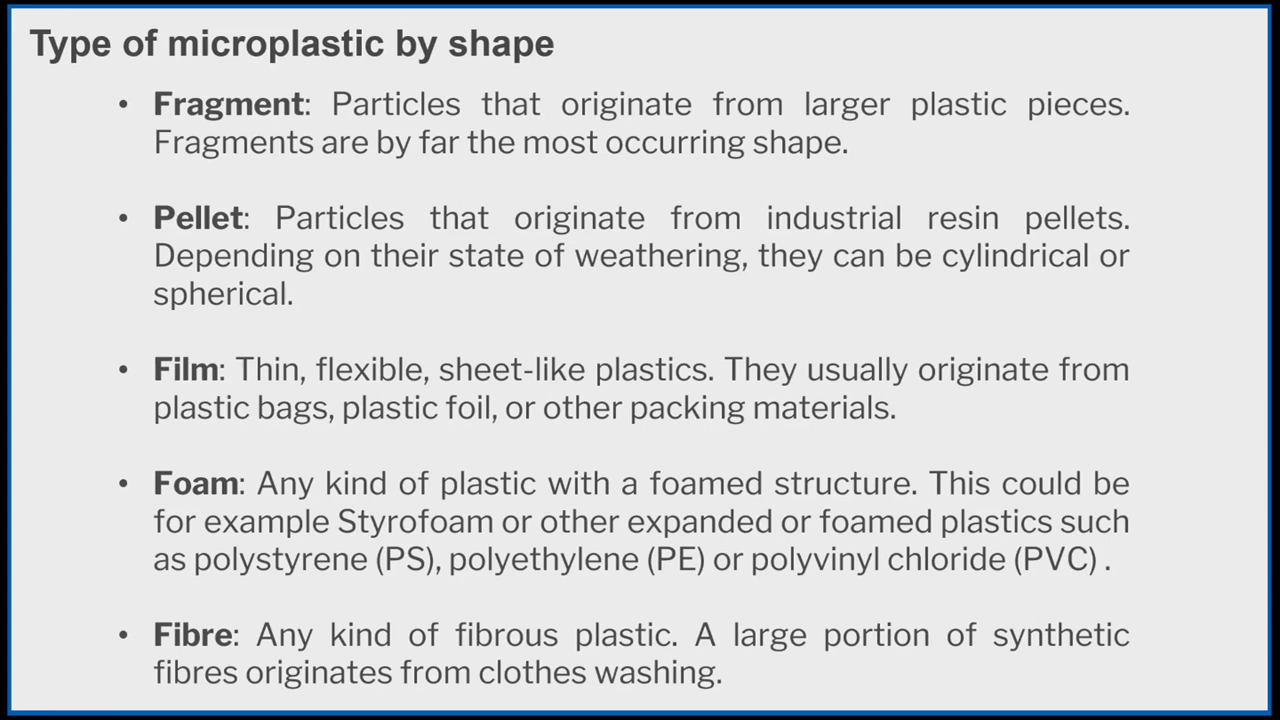 Type of microplastic by shape
• Fragment: Particles that originate from larger plastic pieces.
Fragments are by far the most occurring shape.
• Pellet: Particles that originate from industrial resin pellets.
Depending on their state of weathering, they can be cylindrical or
spherical.
• Film: Thin, flexible, sheet-like plastics. They usually originate from
plastic bags, plastic foil, or other packing materials.
• Foam: Any kind of plastic with a foamed structure. This could be
for example Styrofoam or other expanded or foamed plastics such
as polystyrene (PS), polyethylene (PE) or polyvinyl chloride (PVC) .
• Fibre: Any kind of fibrous plastic. A large portion of synthetic
fibres originates from clothes washing.